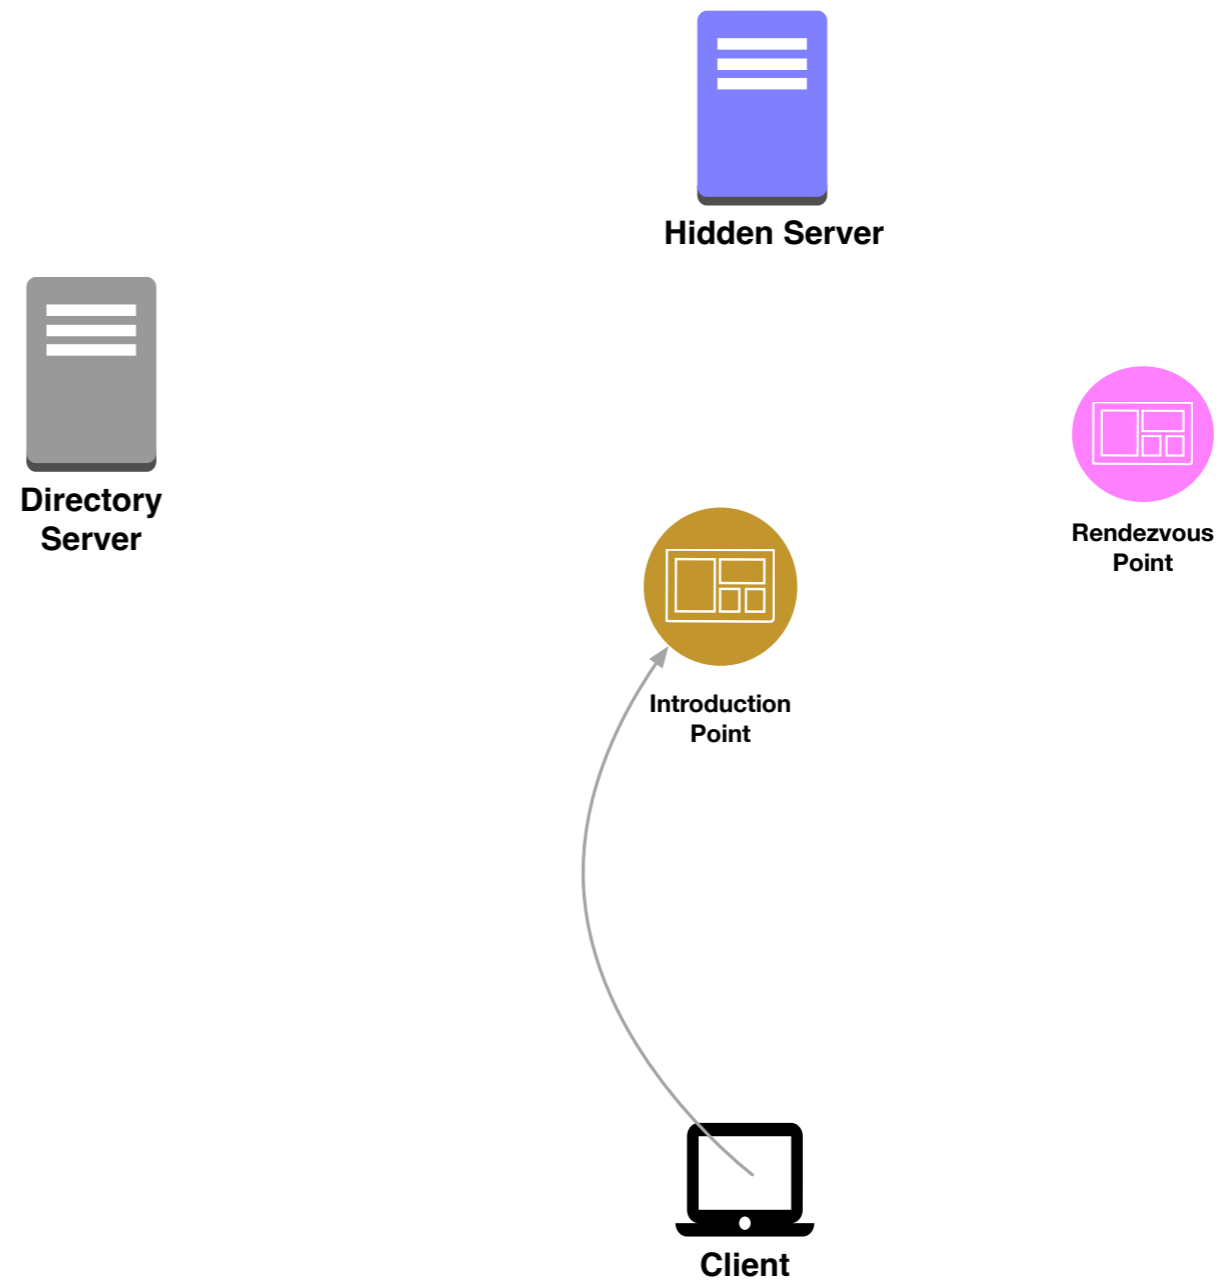 Hidden Server
Directory
Server
Rendezvous
Point
Introduction
Point
Client